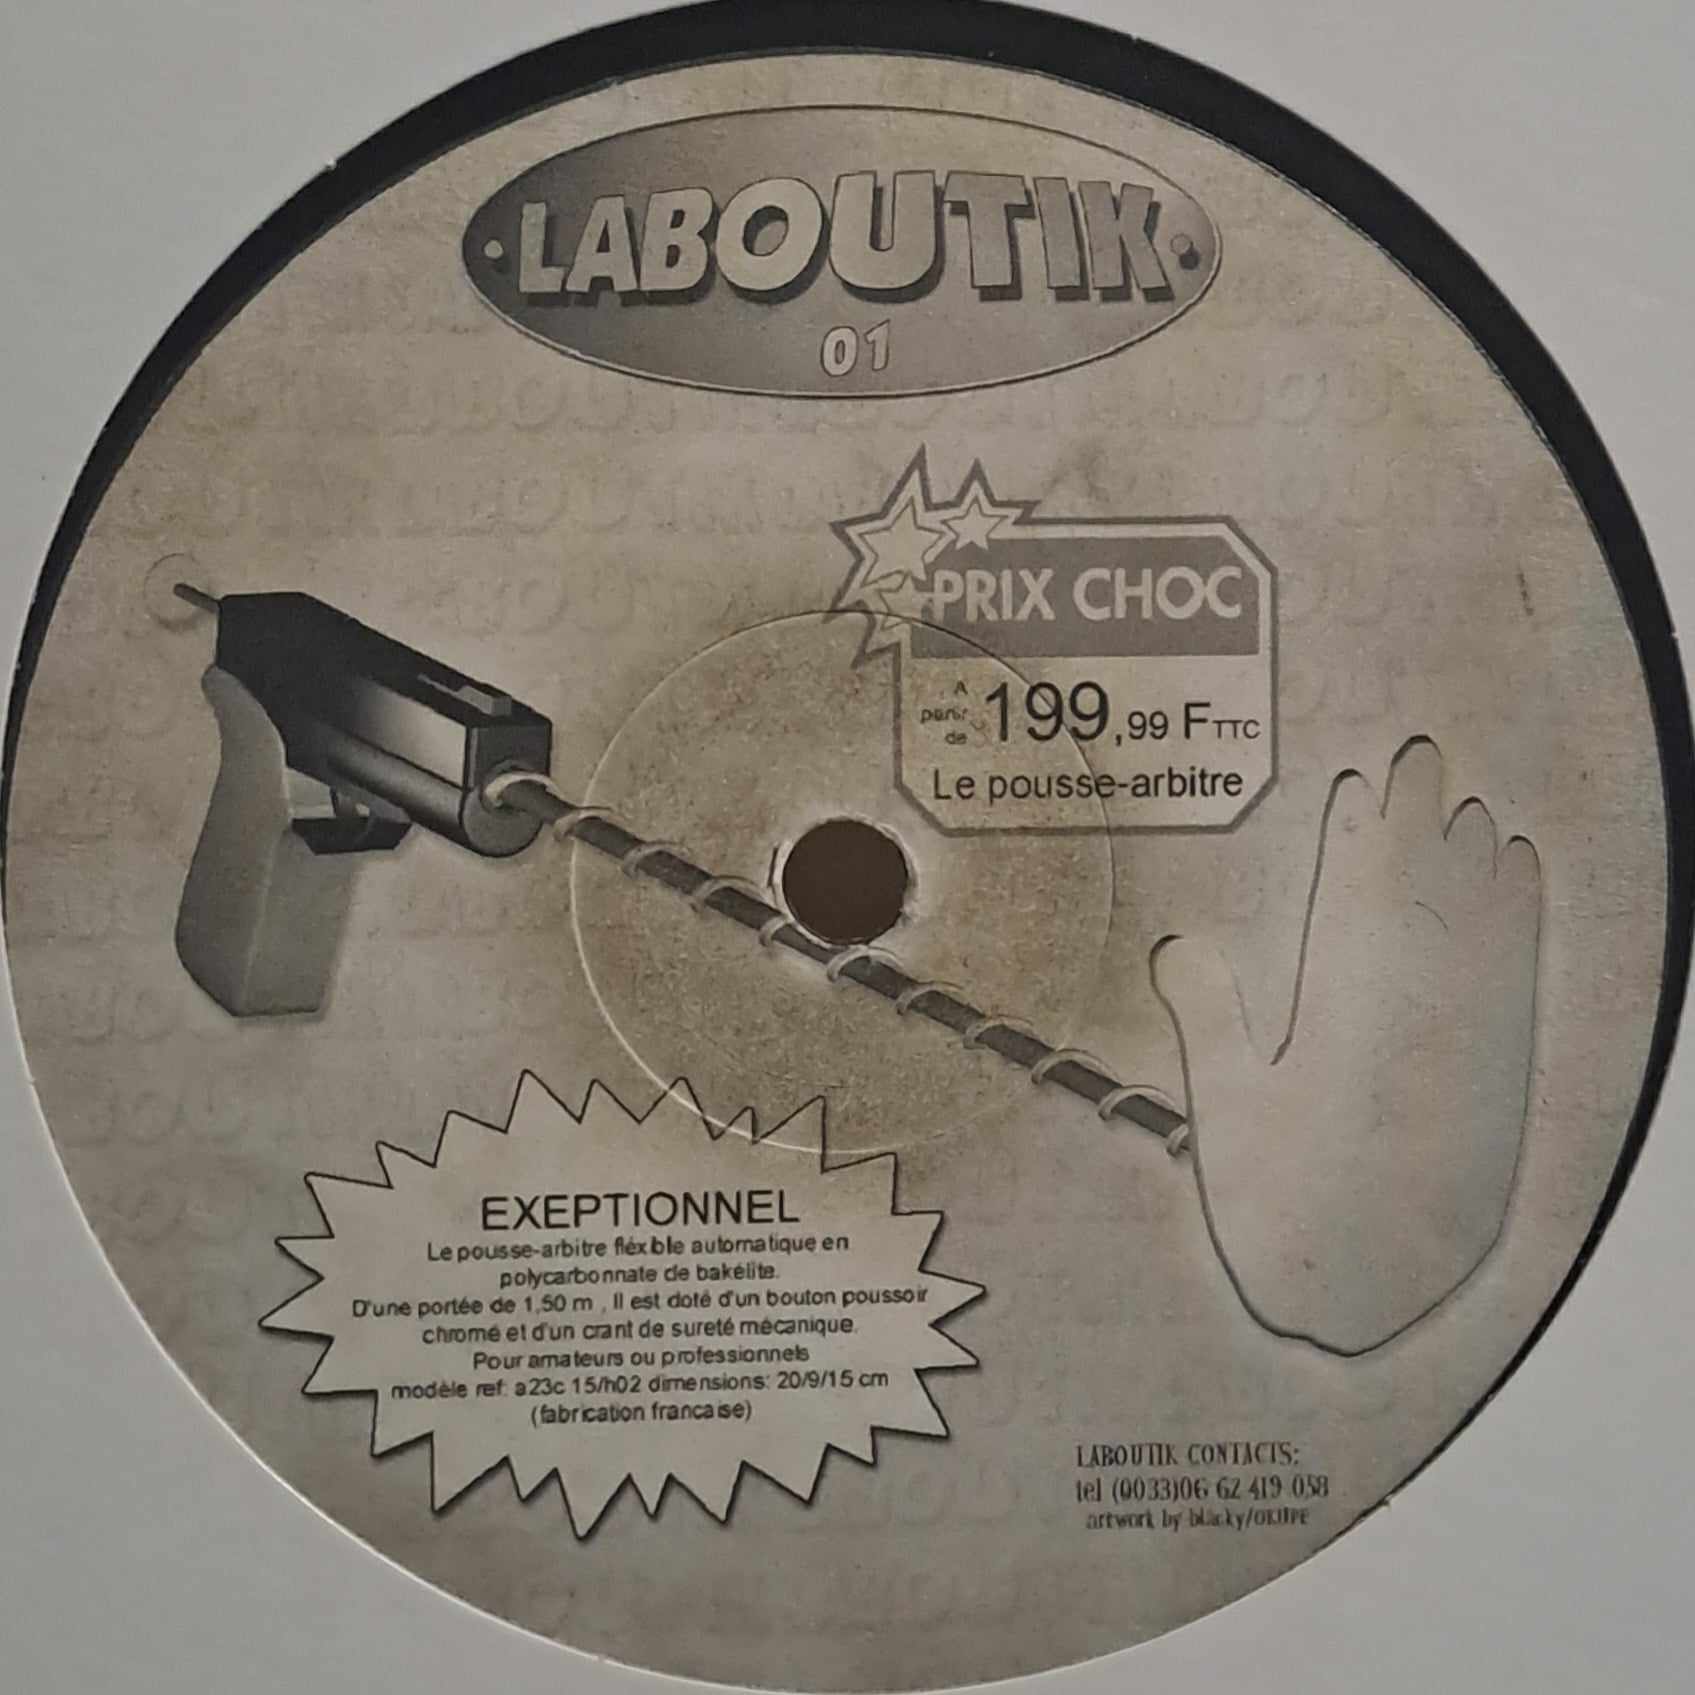 LABOUTIK
01
PRIX CHOC
A partir de 199,99 F TTC
Le pousse-arbitre
EXEPTIONNEL
Le pousse-arbitre fléxible automatique en
polycarbonnate de bakélite.
D'une portée de 1,50 m , Il est doté d'un bouton poussoir
chromé et d'un crant de sureté mécanique.
Pour amateurs ou professionnels
modèle ref: a23c 15/h02 dimensions: 20/9/15 cm
(fabrication francaise)
LABOUTIK CONTACTS:
tel (0033)06 62 419 058
artwork by blacky/OKUPE